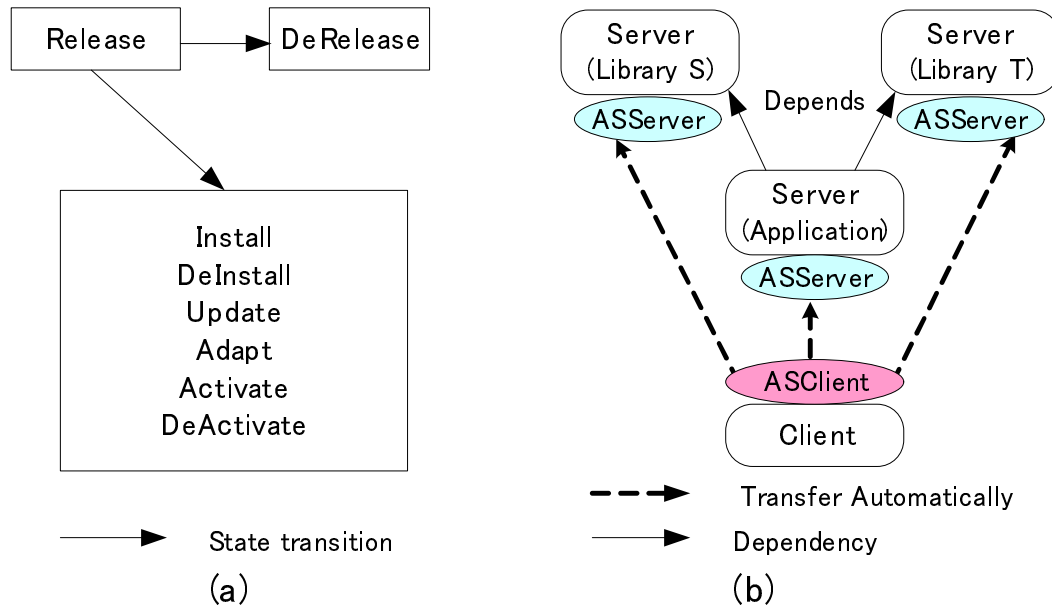 Release
DeRelease
Install
DeInstall
Update
Adapt
Activate
DeActivate
State transition
(a)
Server
(Library S)
ASServer
Server
(Library T)
ASServer
Depends
Server
(Application)
ASServer
ASClient
Client
Transfer Automatically
Dependency
(b)